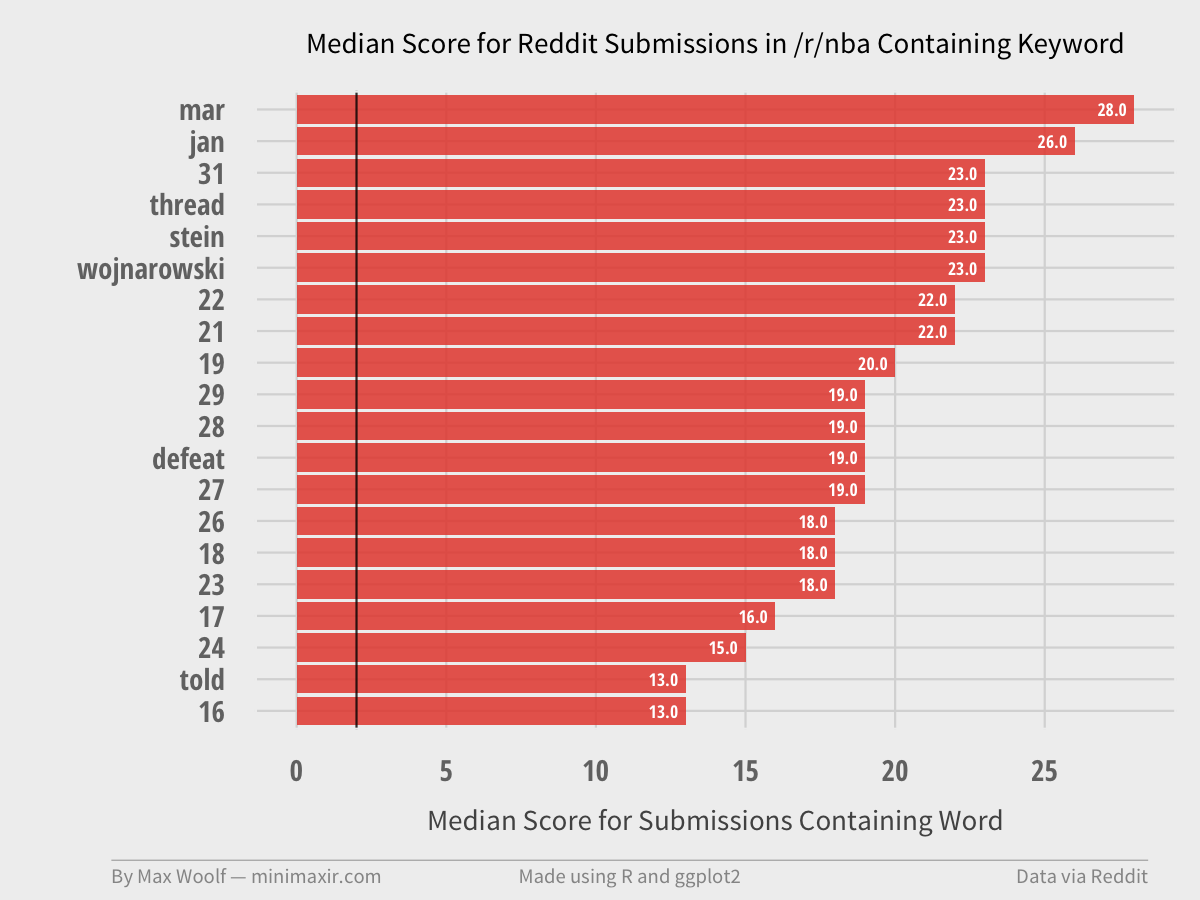 Median Score for Reddit Submissions in /r/nba Containing Keyword
mar 28.0
jan 26.0
31 23.0
thread 23.0
stein 23.0
wojnarowski 23.0
22 22.0
21 22.0
19 20.0
29 19.0
28 19.0
defeat 19.0
27 19.0
26 18.0
18 18.0
23 18.0
17 16.0
24 15.0
told 13.0
16 13.0
0 5 10 15 20 25
Median Score for Submissions Containing Word
By Max Woolf — minimaxir.com Made using R and ggplot2 Data via Reddit